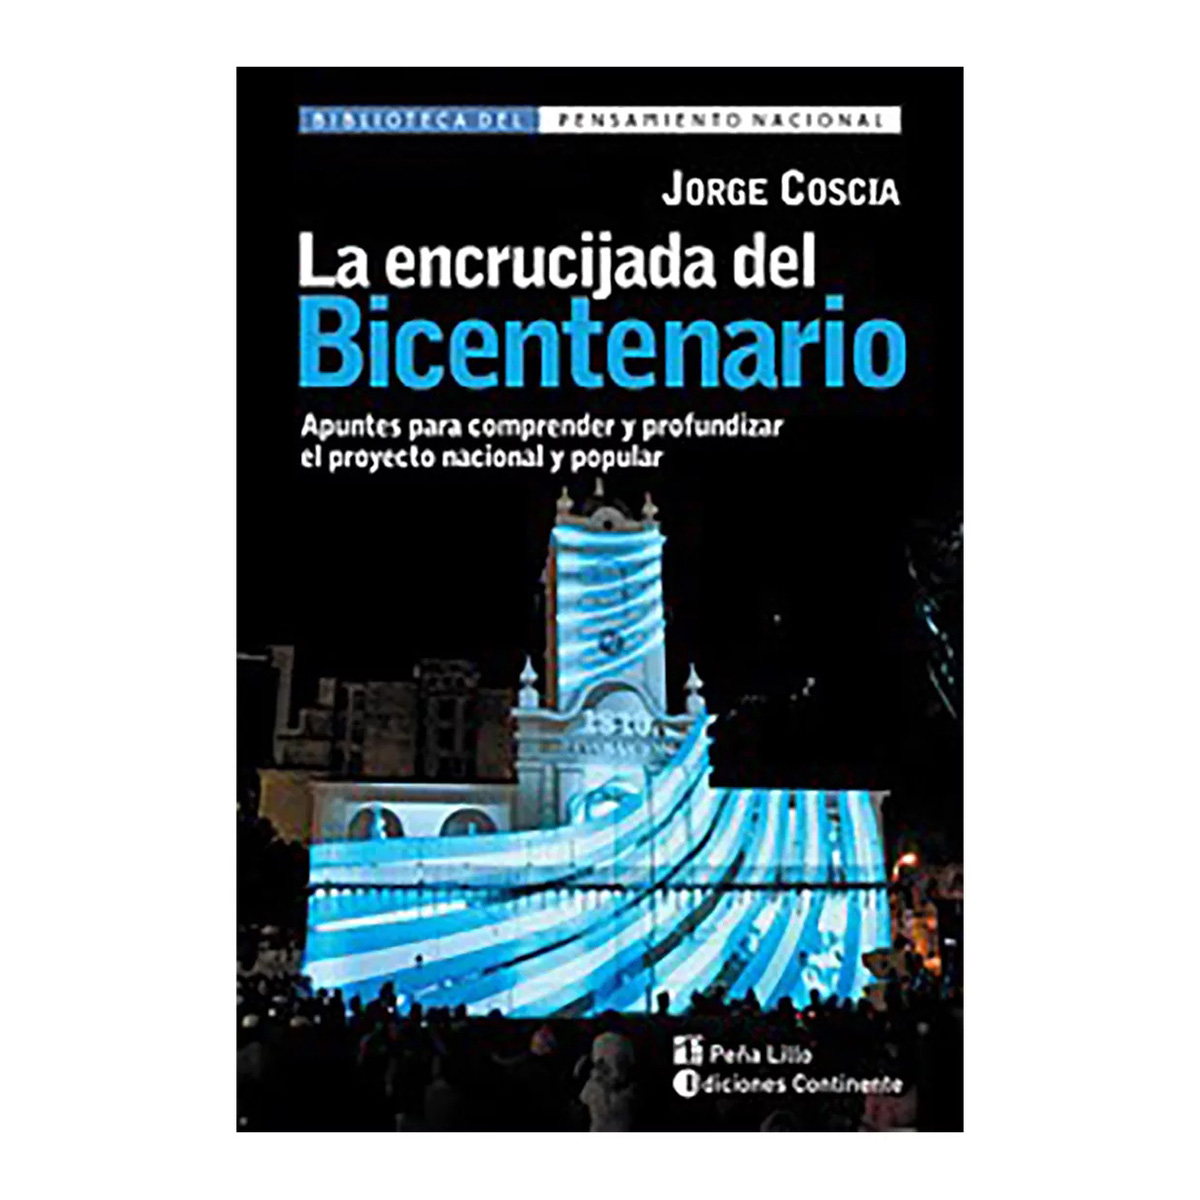 BIBLIOTECA DEL PENSAMIENTO NACIONAL
JORGE COSCIA
La encrucijada del
Bicentenario
Apuntes para comprender y profundizar
el proyecto nacional y popular
1810
Peña Lillo
Ediciones Continente